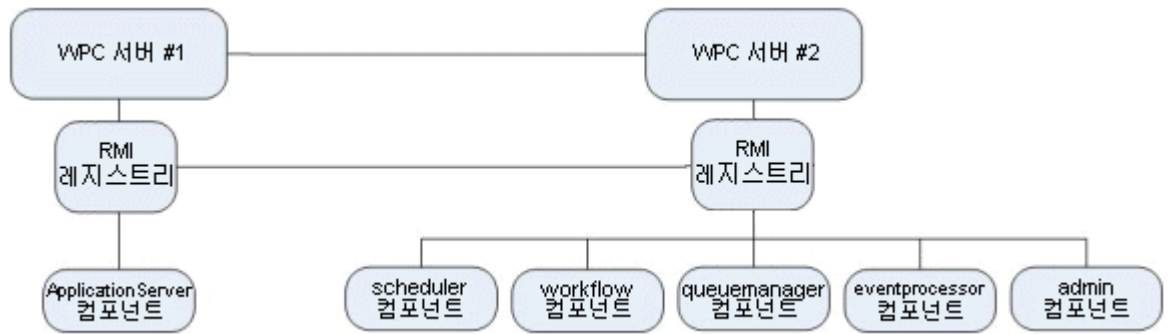 WPC 서버 #1
WPC 서버 #2
RMI
레지스트리
RMI
레지스트리
Application Server
컴포넌트
scheduler
컴포넌트
workflow
컴포넌트
queuemanager
컴포넌트
eventprocessor
컴포넌트
admin
컴포넌트